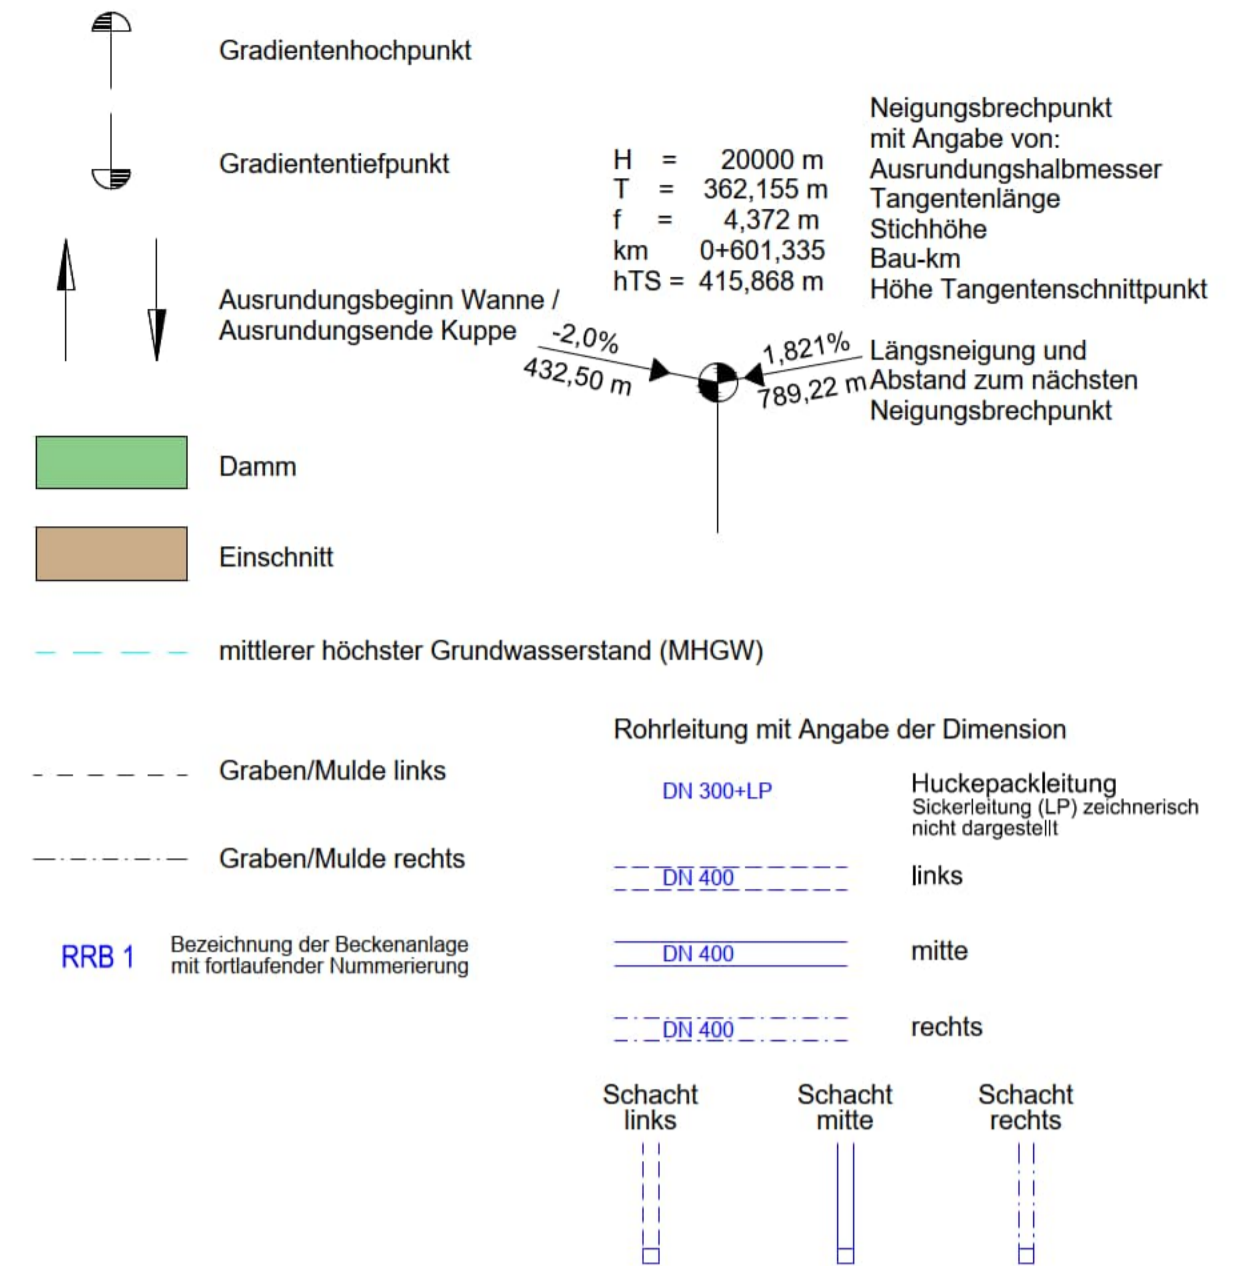 Gradientenhochpunkt
Gradiententiefpunkt
Ausrundungsbeginn Wanne /
Ausrundungsende Kuppe
H = 20000 m
T = 362,155 m
f = 4,372 m
km 0+601,335
hTS = 415,868 m
Neigungsbrechpunkt
mit Angabe von:
Ausrundungshalbmesser
Tangentenlänge
Stichhöhe
Bau-km
Höhe Tangentenschnittpunkt
-2,0%
432,50 m
1,821%
789,22 m
Längsneigung und
Abstand zum nächsten
Neigungsbrechpunkt
Damm
Einschnitt
mittlerer höchster Grundwasserstand (MHGW)
Graben/Mulde links
Graben/Mulde rechts
RRB 1
Bezeichnung der Beckenanlage
mit fortlaufender Nummerierung
Rohrleitung mit Angabe der Dimension
DN 300+LP
Huckepackleitung
Sickerleitung (LP) zeichnerisch
nicht dargestellt
DN 400
links
DN 400
mitte
DN 400
rechts
Schacht
links
Schacht
mitte
Schacht
rechts